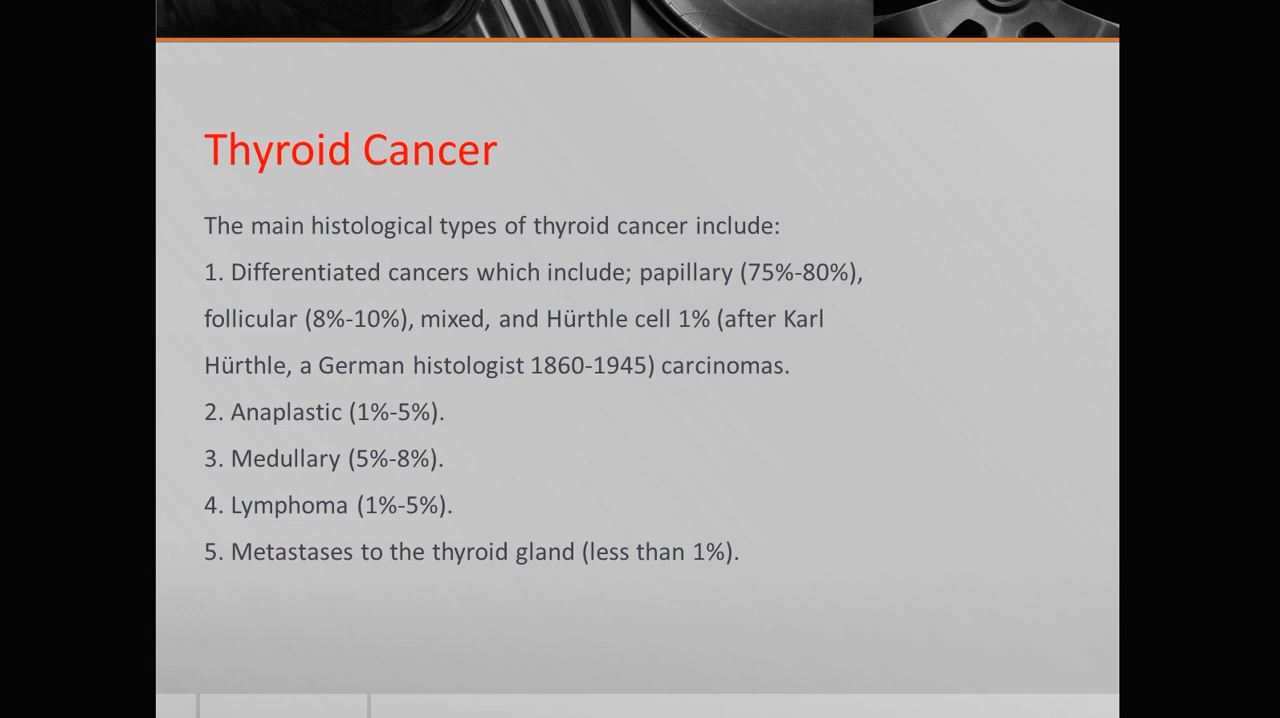 Thyroid Cancer
The main histological types of thyroid cancer include:
1. Differentiated cancers which include; papillary (75%-80%),
follicular (8%-10%), mixed, and Hürthle cell 1% (after Karl
Hürthle, a German histologist 1860-1945) carcinomas.
2. Anaplastic (1%-5%).
3. Medullary (5%-8%).
4. Lymphoma (1%-5%).
5. Metastases to the thyroid gland (less than 1%).